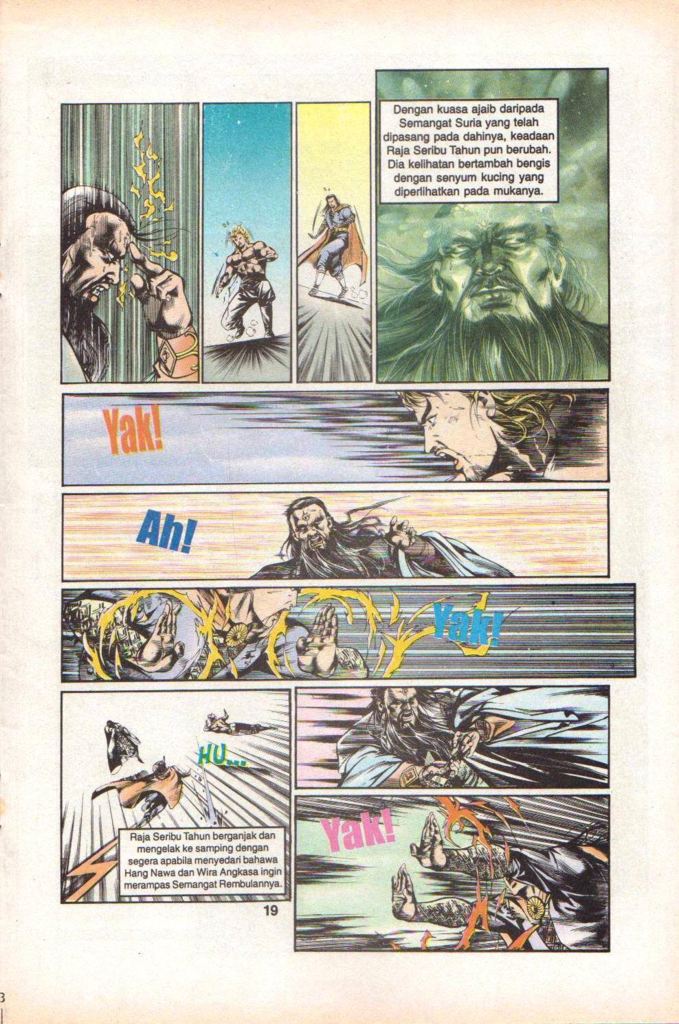 Dengan kuasa ajaib daripada
Semangat Suria yang telah
dipasang pada dahinya, keadaan
Raja Seribu Tahun pun berubah.
Dia kelihatan bertambah bengis
dengan senyum kucing yang
diperlihatkan pada mukanya.
Yak!
Ah!
Yak!
HU...
Raja Seribu Tahun berganjak dan
mengelak ke samping dengan
segera apabila menyedari bahawa
Hang Nawa dan Wira Angkasa ingin
merampas Semangat Rembulannya.
Yak!
19
3